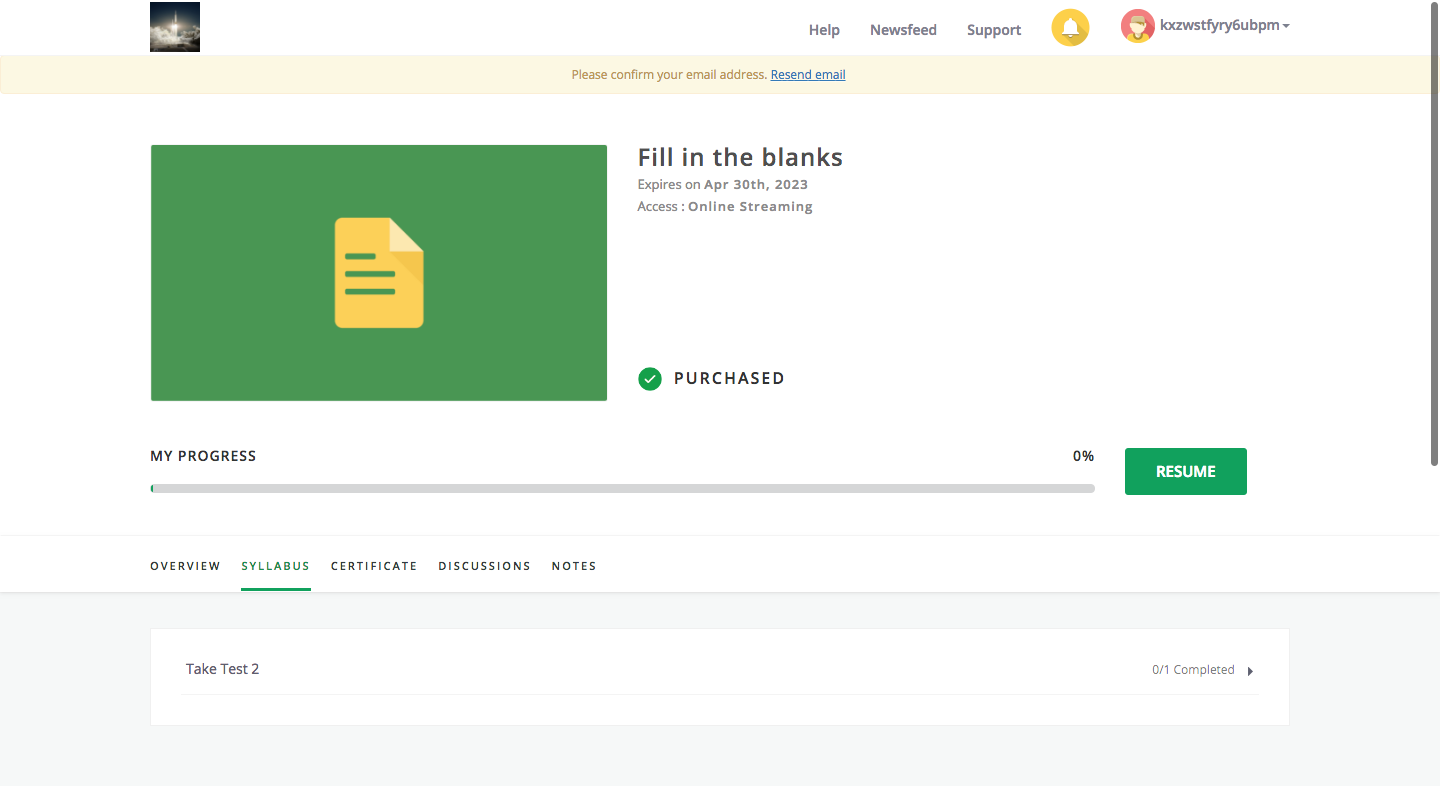 Help Newsfeed Support kxzwstfyry6ubpm
Please confirm your email address. Resend email
Fill in the blanks
Expires on Apr 30th, 2023
Access : Online Streaming
PURCHASED
MY PROGRESS 0% RESUME
OVERVIEW SYLLABUS CERTIFICATE DISCUSSIONS NOTES
Take Test 2 0/1 Completed